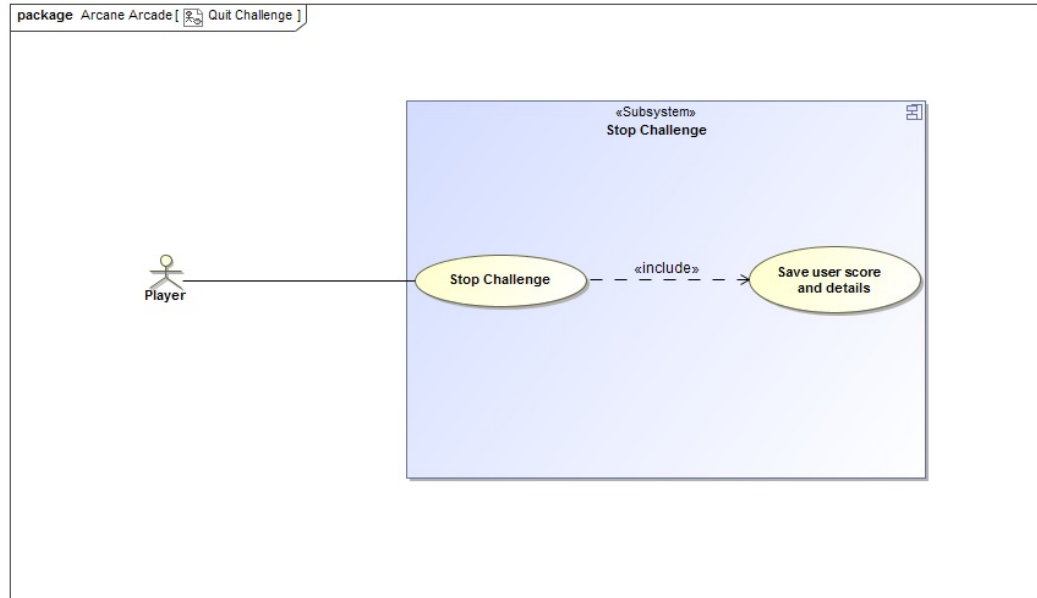 package Arcane Arcade [ Quit Challenge ]
«Subsystem»
Stop Challenge
Player
Stop Challenge
«include»
Save user score
and details